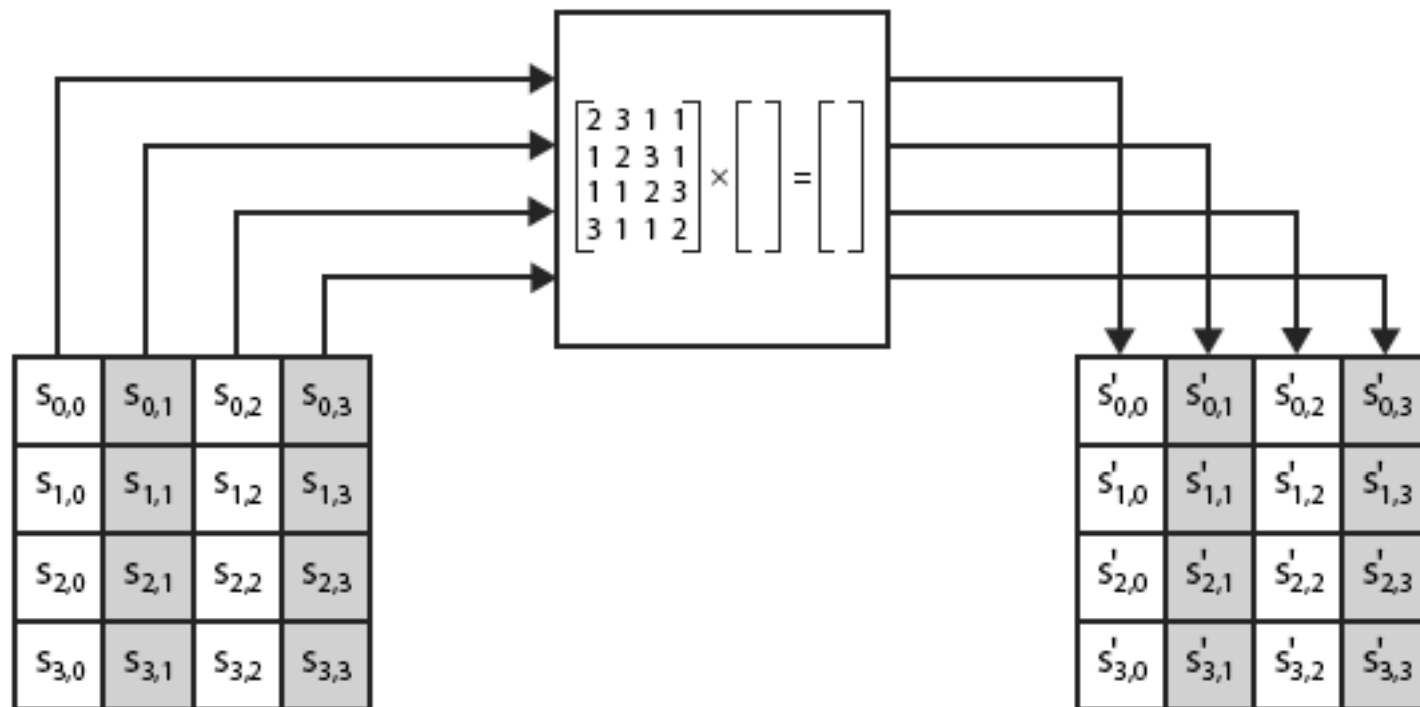 2 3 1 1
1 2 3 1
1 1 2 3
3 1 1 2
× =
S0,0 S0,1 S0,2 S0,3
S1,0 S1,1 S1,2 S1,3
S2,0 S2,1 S2,2 S2,3
S3,0 S3,1 S3,2 S3,3
S'0,0 S'0,1 S'0,2 S'0,3
S'1,0 S'1,1 S'1,2 S'1,3
S'2,0 S'2,1 S'2,2 S'2,3
S'3,0 S'3,1 S'3,2 S'3,3